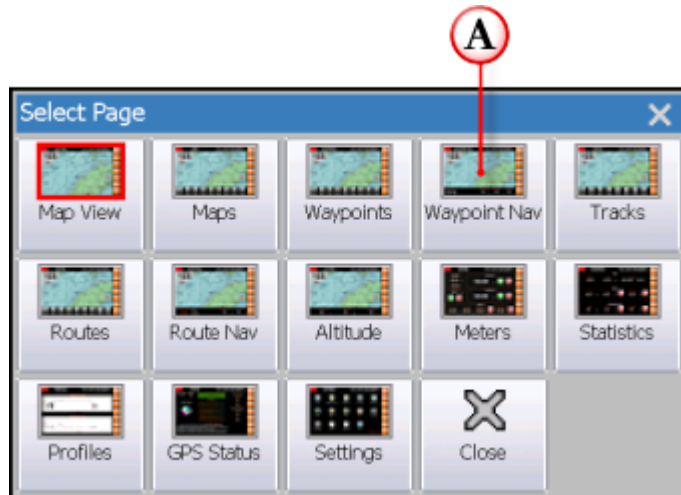 A
Select Page
Map View
Maps
Waypoints
Waypoint Nav
Tracks
Routes
Route Nav
Altitude
Meters
Statistics
Profiles
GPS Status
Settings
Close